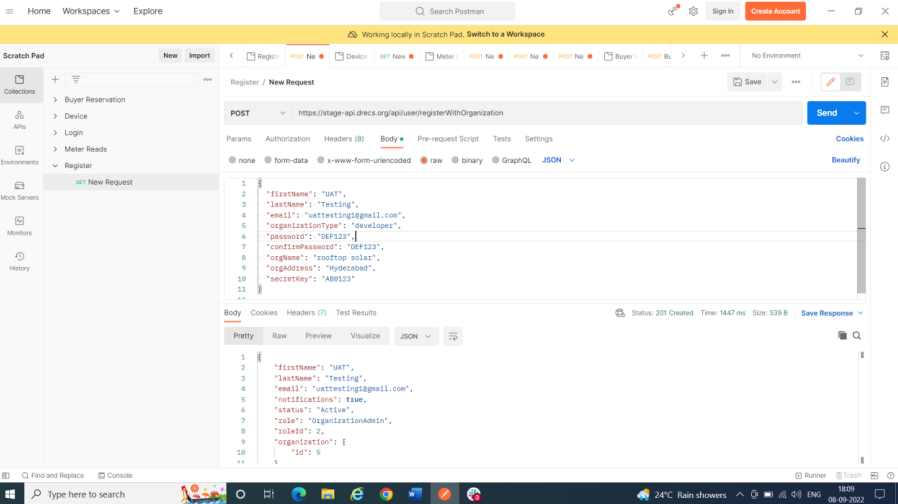 Home Workspaces Explore Search Postman Sign In Create Account
Working locally in Scratch Pad. Switch to a Workspace
Scratch Pad New Import Regist POST Ne Device GET New Meter POST Ne POST Ne POST Ne Buyer POST Bu No Environment
Collections
Buyer Reservation
Device
Login
Meter Reads
Register
GET New Request
APIs
Environments
Mock Servers
Monitors
History
Register / New Request Save
POST https://stage-api.drecs.org/api/user/registerWithOrganization Send
Params Authorization Headers (8) Body Pre-request Script Tests Settings Cookies
none form-data x-www-form-urlencoded raw binary GraphQL JSON Beautify
1 {
2 "firstName": "UAT",
3 "lastName": "Testing",
4 "email": "uattesting1@gmail.com",
5 "organizationType": "developer",
6 "password": "DEF123",
7 "confirmPassword": "DEF123",
8 "orgName": "rooftop solar",
9 "orgAddress": "Hyderabad",
10 "secretKey": "AB0123"
11 }
Body Cookies Headers (7) Test Results Status: 201 Created Time: 1447 ms Size: 539 B Save Response
Pretty Raw Preview Visualize JSON
1 {
2 "firstName": "UAT",
3 "lastName": "Testing",
4 "email": "uattesting1@gmail.com",
5 "notifications": true,
6 "status": "Active",
7 "role": "OrganizationAdmin",
8 "roleId": 2,
9 "organization": {
10 "id": 5
11 }
Find and Replace Console Runner Trash
Type here to search 24°C Rain showers ENG 18:09
08-09-2022